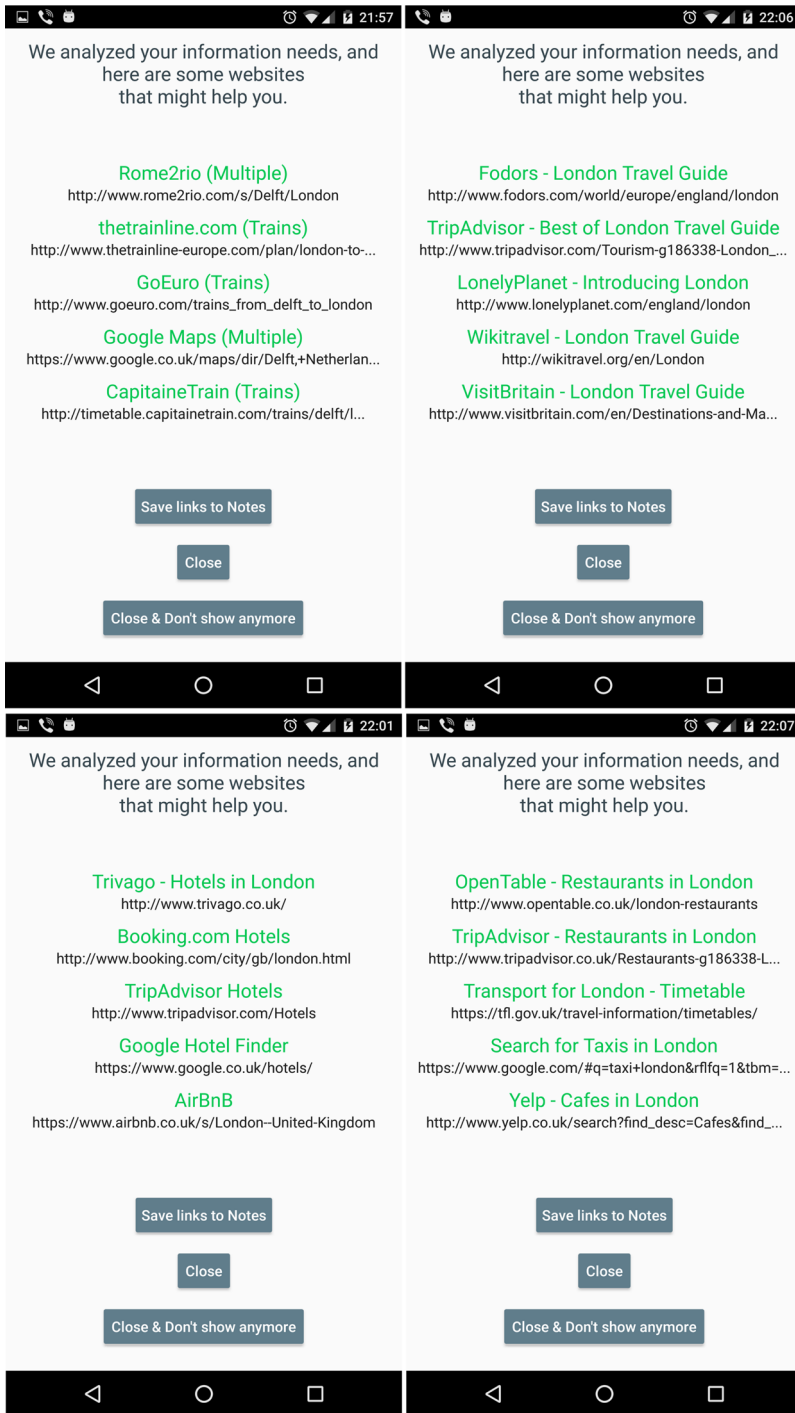 21:57
We analyzed your information needs, and
here are some websites
that might help you.
Rome2rio (Multiple)
http://www.rome2rio.com/s/Delft/London
thetrainline.com (Trains)
http://www.thetrainline-europe.com/plan/london-to-...
GoEuro (Trains)
http://www.goeuro.com/trains_from_delft_to_london
Google Maps (Multiple)
https://www.google.co.uk/maps/dir/Delft,+Netherlan...
CapitaineTrain (Trains)
http://timetable.capitainetrain.com/trains/delft/l...
Save links to Notes
Close
Close & Don't show anymore
22:06
We analyzed your information needs, and
here are some websites
that might help you.
Fodors - London Travel Guide
http://www.fodors.com/world/europe/england/london
TripAdvisor - Best of London Travel Guide
http://www.tripadvisor.com/Tourism-g186338-London_...
LonelyPlanet - Introducing London
http://www.lonelyplanet.com/england/london
Wikitravel - London Travel Guide
http://wikitravel.org/en/London
VisitBritain - London Travel Guide
http://www.visitbritain.com/en/Destinations-and-Ma...
Save links to Notes
Close
Close & Don't show anymore
22:01
We analyzed your information needs, and
here are some websites
that might help you.
Trivago - Hotels in London
http://www.trivago.co.uk/
Booking.com Hotels
http://www.booking.com/city/gb/london.html
TripAdvisor Hotels
http://www.tripadvisor.com/Hotels
Google Hotel Finder
https://www.google.co.uk/hotels/
AirBnB
https://www.airbnb.co.uk/s/London--United-Kingdom
Save links to Notes
Close
Close & Don't show anymore
22:07
We analyzed your information needs, and
here are some websites
that might help you.
OpenTable - Restaurants in London
http://www.opentable.co.uk/london-restaurants
TripAdvisor - Restaurants in London
http://www.tripadvisor.co.uk/Restaurants-g186338-L...
Transport for London - Timetable
https://tfl.gov.uk/travel-information/timetables/
Search for Taxis in London
https://www.google.com/#q=taxi+london&rflfq=1&tbm=...
Yelp - Cafes in London
http://www.yelp.co.uk/search?find_desc=Cafes&find_...
Save links to Notes
Close
Close & Don't show anymore